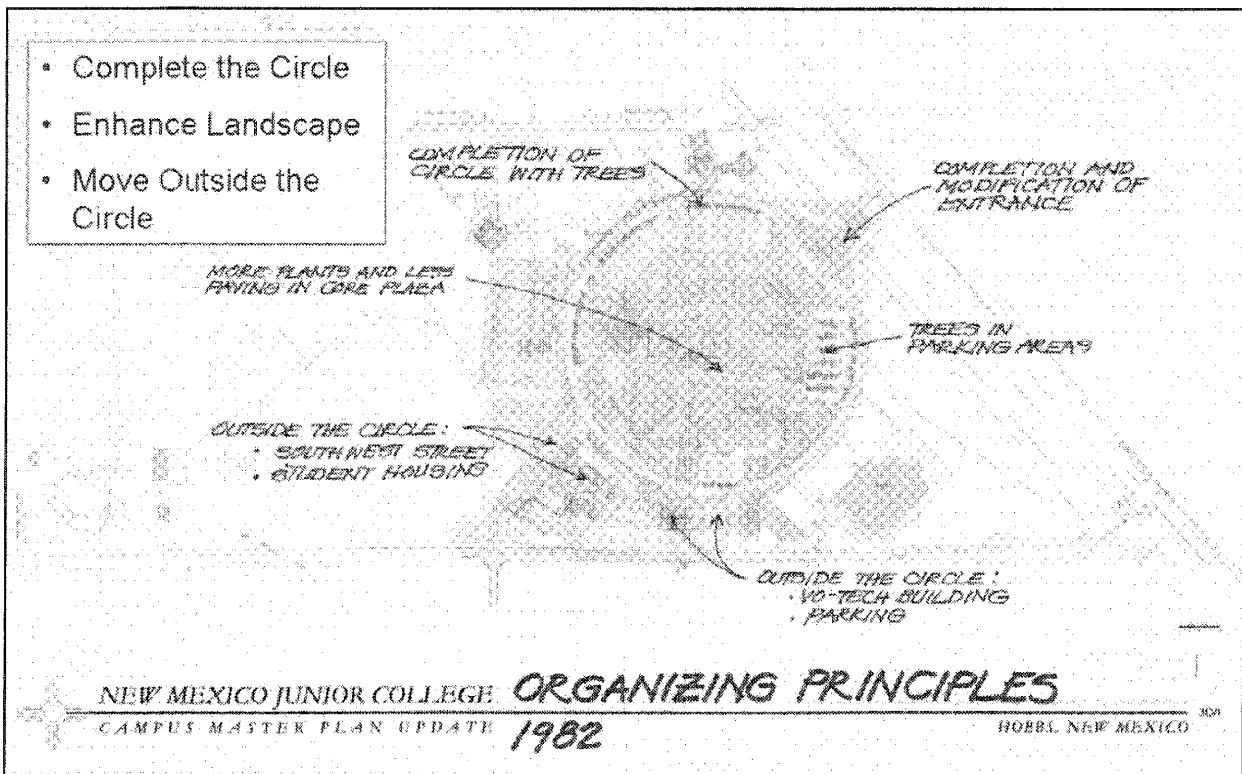 • Complete the Circle
• Enhance Landscape
• Move Outside the
Circle
COMPLETION OF
CIRCLE WITH TREES
COMPLETION AND
MODIFICATION OF
ENTRANCE
MORE PLANTS AND LESS
PAVING IN CORE PLAZA
TREES IN
PARKING AREAS
OUTSIDE THE CIRCLE:
• SOUTHWEST STREET
• STUDENT HOUSING
OUTSIDE THE CIRCLE:
• VO-TECH BUILDING
• PARKING
NEW MEXICO JUNIOR COLLEGE ORGANIZING PRINCIPLES
CAMPUS MASTER PLAN UPDATE 1982 HOBBS, NEW MEXICO